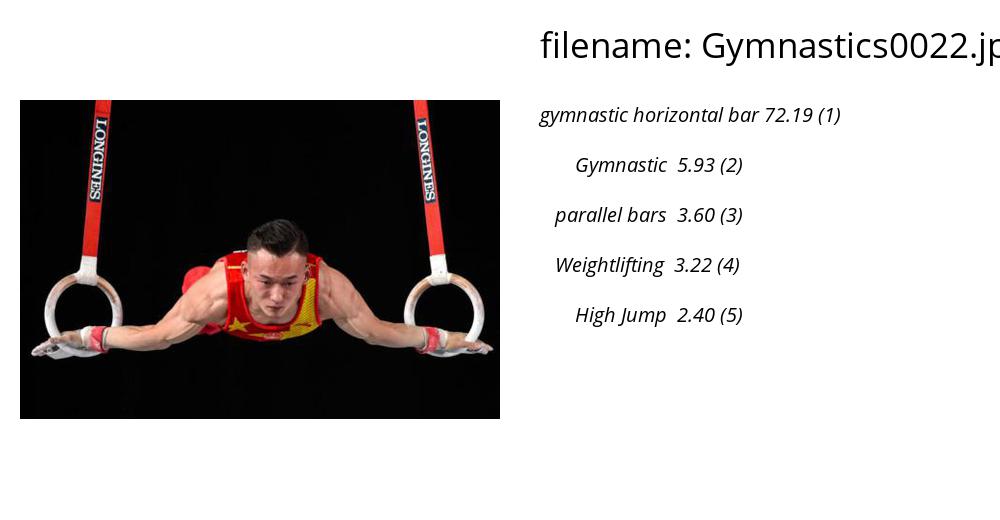 filename: Gymnastics0022.jp
gymnastic horizontal bar 72.19 (1)
Gymnastic 5.93 (2)
parallel bars 3.60 (3)
Weightlifting 3.22 (4)
High Jump 2.40 (5)
LONGINES
LONGINES